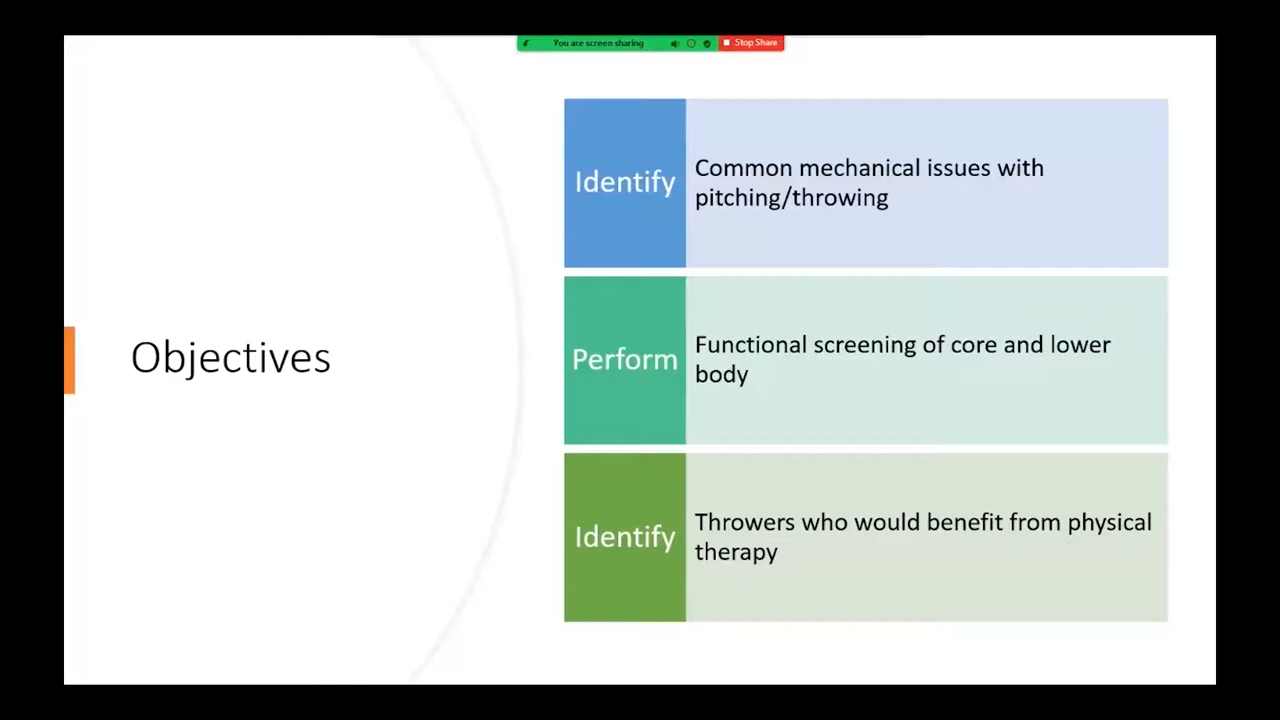 You are screen sharing
Stop Share
Objectives
Identify
Common mechanical issues with
pitching/throwing
Perform
Functional screening of core and lower
body
Identify
Throwers who would benefit from physical
therapy